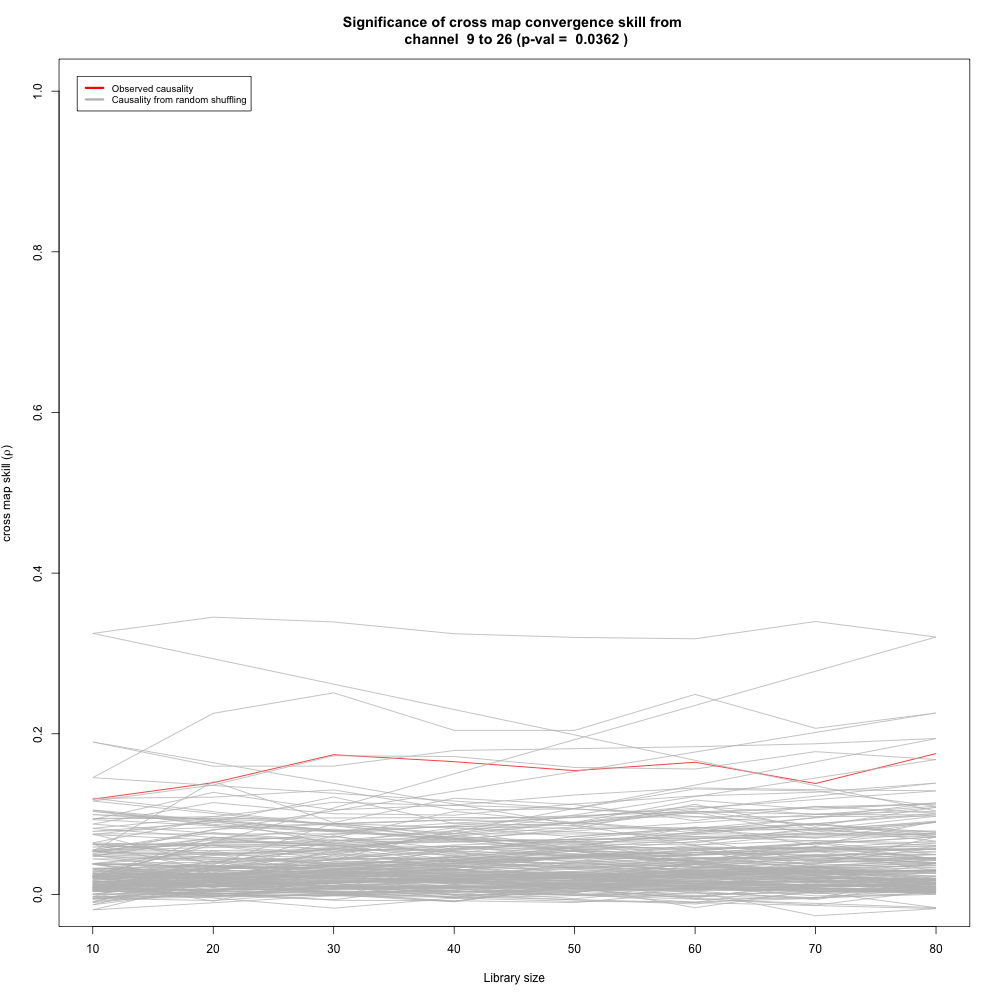 Significance of cross map convergence skill from
channel  9 to 26 (p-val =  0.0362 )
Observed causality
Causality from random shuffling
cross map skill (ρ)
1.0
0.8
0.6
0.4
0.2
0.0
10 20 30 40 50 60 70 80
Library size